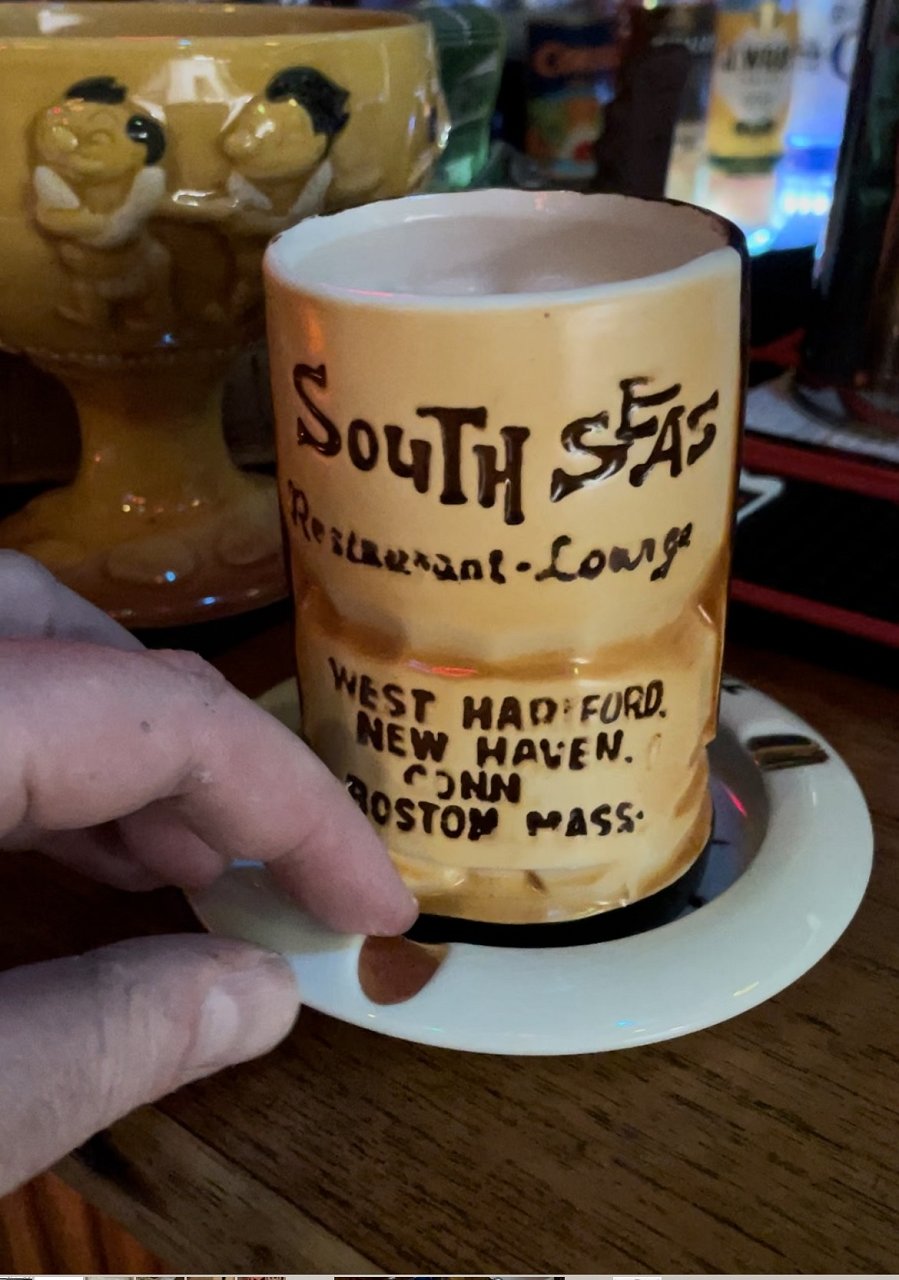 SOUTH SEAS
Restaurant-Lounge
WEST HARTFORD.
NEW HAVEN.
CONN
BOSTON MASS.